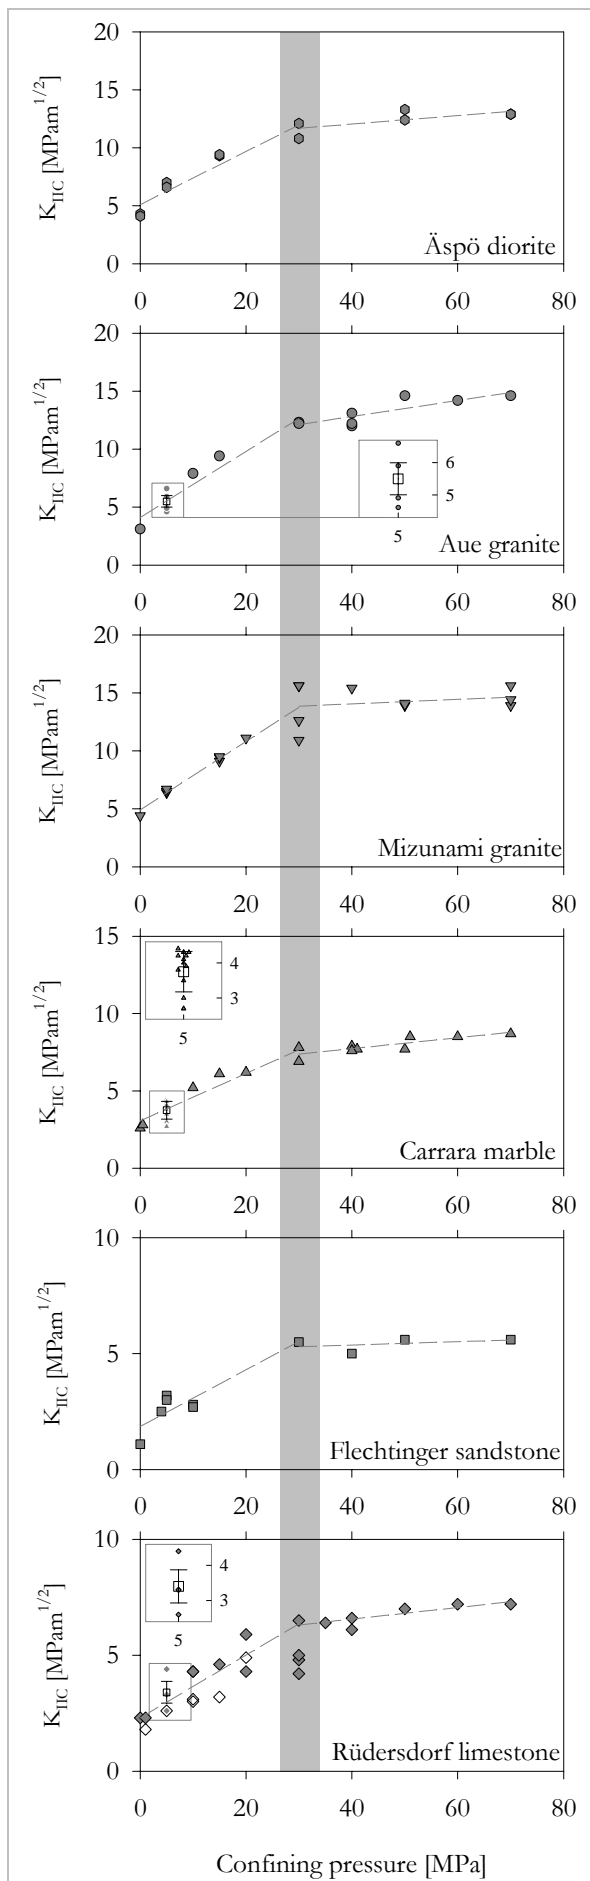 20
15
10
5
0
K_IIC [MPam^1/2]
Äspö diorite
0 20 40 60 80
20
15
10
5
0
K_IIC [MPam^1/2]
6
5
5
Aue granite
0 20 40 60 80
20
15
10
5
0
K_IIC [MPam^1/2]
Mizunami granite
0 20 40 60 80
15
10
5
0
K_IIC [MPam^1/2]
4
3
5
Carrara marble
0 20 40 60 80
10
5
0
K_IIC [MPam^1/2]
Flechtinger sandstone
0 20 40 60 80
10
5
0
K_IIC [MPam^1/2]
4
3
5
Rüdersdorf limestone
0 20 40 60 80
Confining pressure [MPa]